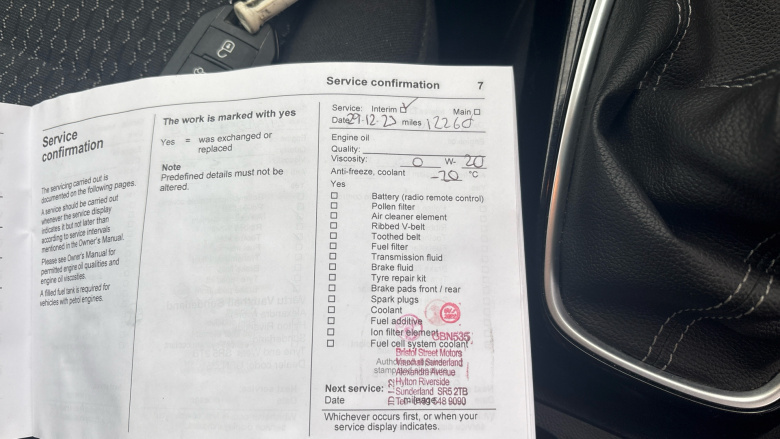 Service
confirmation
The servicing carried out is
documented on the following pages.
A service should be carried out
whenever the service display
indicates it but not later than
according to service intervals
mentioned in the Owner's Manual.
Please see Owner's Manual for
permitted engine oil qualities and
engine oil viscosities.
A filled fuel tank is required for
vehicles with petrol engines.
The work is marked with yes
Yes = was exchanged or
replaced
Note
Predefined details must not be
altered.
Service confirmation 7
Service: Interim Main
Date 29-12-23 miles 12260
Engine oil
Quality:
Viscosity: 0 W- 20
Anti-freeze, coolant -20 °C
Yes
Battery (radio remote control)
Pollen filter
Air cleaner element
Ribbed V-belt
Toothed belt
Fuel filter
Transmission fluid
Brake fluid
Tyre repair kit
Brake pads front / rear
Spark plugs
Coolant
Fuel additive
Ion filter element
GBN535
Fuel cell system coolant
Bristol Street Motors
Vauxhall Sunderland
Alexandra Avenue
Hylton Riverside
Next service:
Sunderland SR5 2TB
Date
Whichever occurs first, or when your
service display indicates.